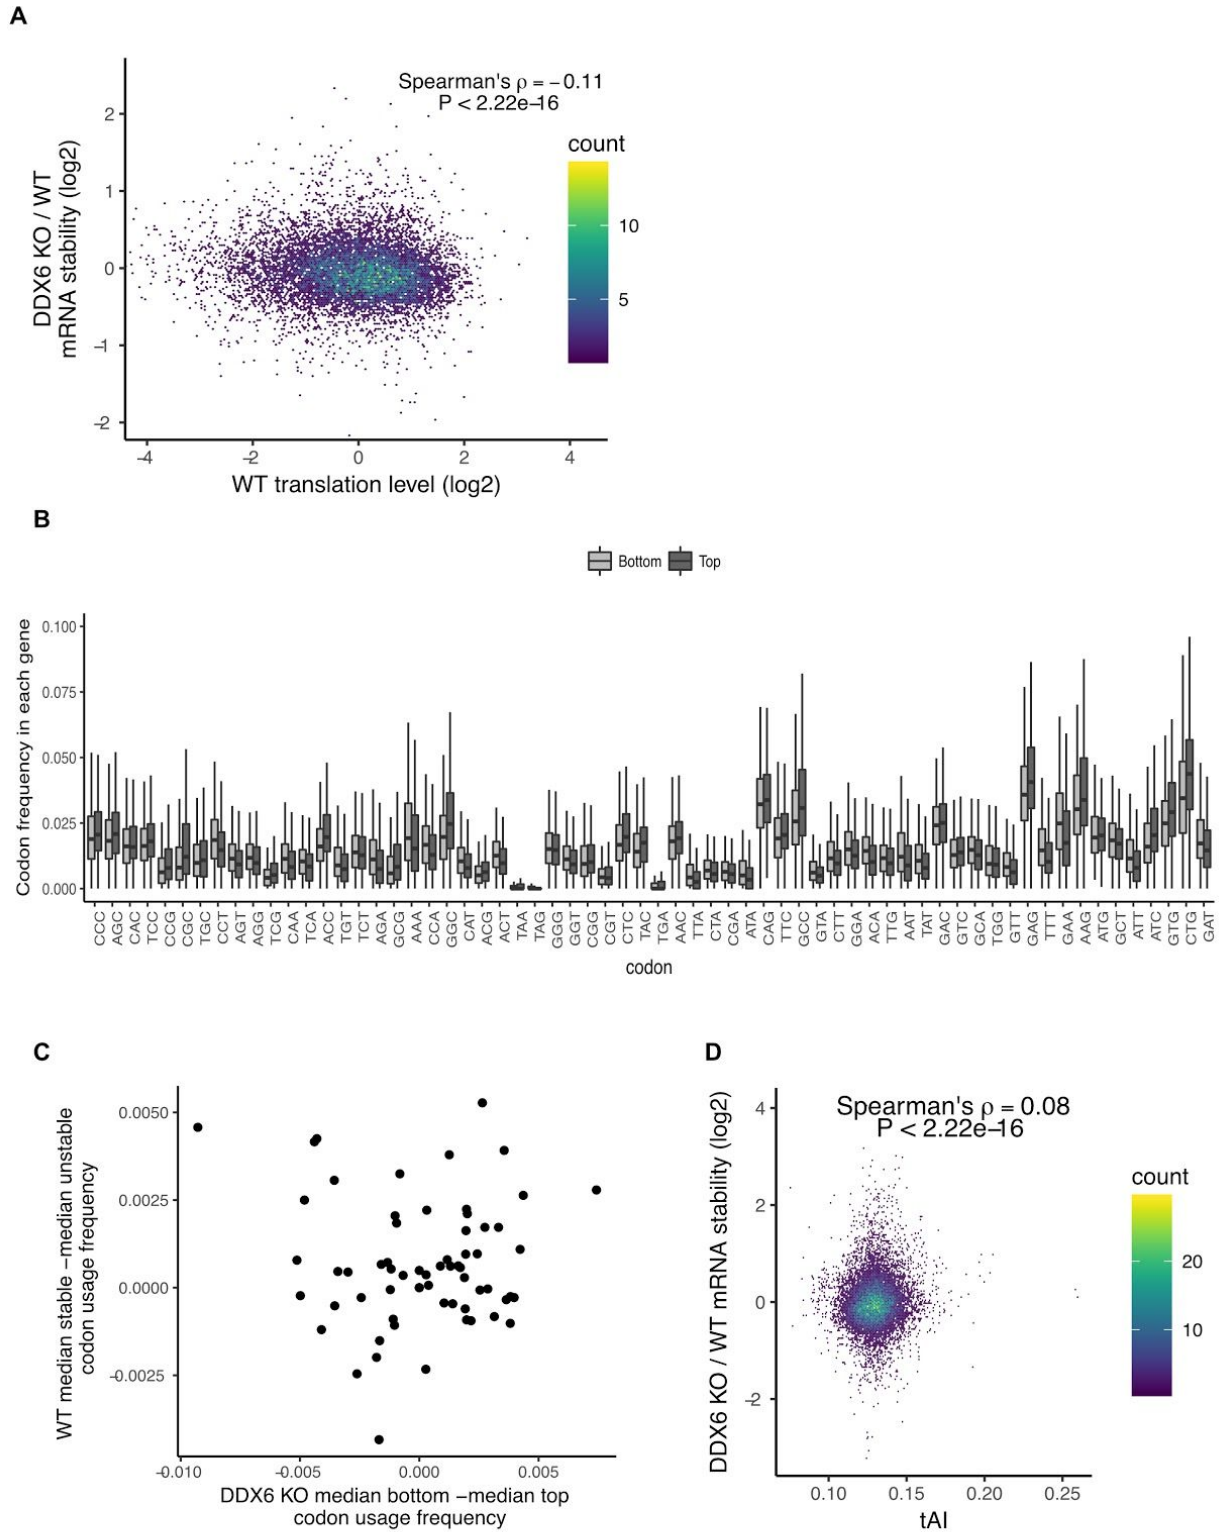 A
Spearman's ρ = −0.11
P < 2.22e−16
count
10
5
DDX6 KO / WT
mRNA stability (log2)
2
1
0
−1
−2
−4 −2 0 2 4
WT translation level (log2)
B
Bottom Top
Codon frequency in each gene
0.100
0.075
0.050
0.025
0.000
CCC AGC CAC TCC CCG CGC TGC CCT AGT AGG TCG CAA TCA ACC TGT TCT AGA GCG AAA CCA GGC CAT ACG ACT TAA TAG GGG GGT CGG CGT CTC TAC TGA AAC TTA CTA CGA ATA CAG TTC GCC GTA CTT GGA ACA TTG AAT TAT GAC GTC GCA TGG GTT GAG TTT GAA AAG ATG GCT ATT ATC GTG CTG GAT
codon
C
WT median stable −median unstable
codon usage frequency
0.0050
0.0025
0.0000
-0.0025
-0.010 -0.005 0.000 0.005
DDX6 KO median bottom −median top
codon usage frequency
D
DDX6 KO / WT mRNA stability (log2)
Spearman's ρ = 0.08
P < 2.22e−16
4
2
0
−2
count
20
10
0.10 0.15 0.20 0.25
tAI